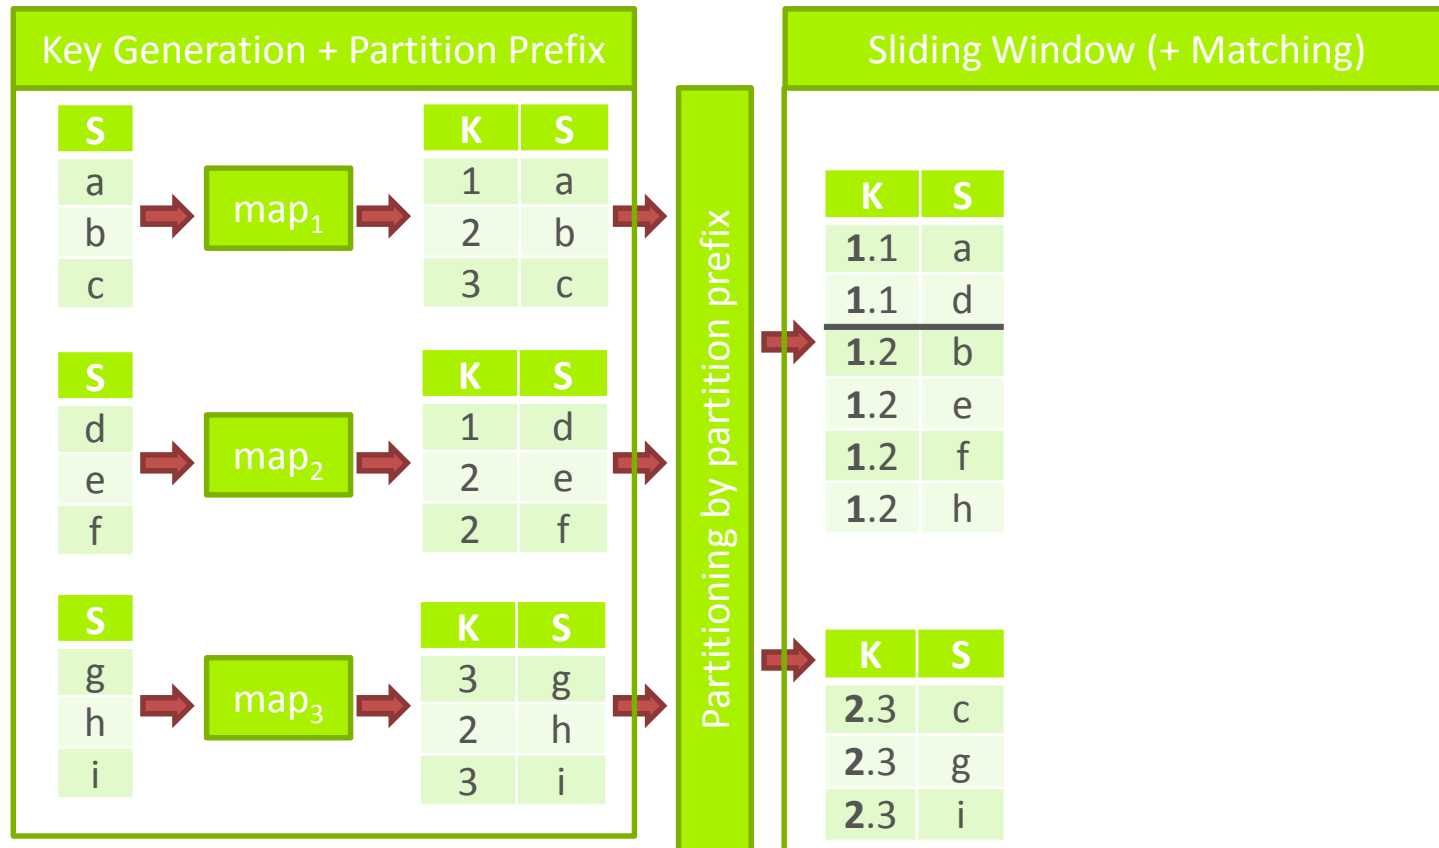 Key Generation + Partition Prefix
S
a
b
c
map1
K S
1 a
2 b
3 c
S
d
e
f
map2
K S
1 d
2 e
2 f
S
g
h
i
map3
K S
3 g
2 h
3 i
Partitioning by partition prefix
Sliding Window (+ Matching)
K S
1.1 a
1.1 d
1.2 b
1.2 e
1.2 f
1.2 h
K S
2.3 c
2.3 g
2.3 i